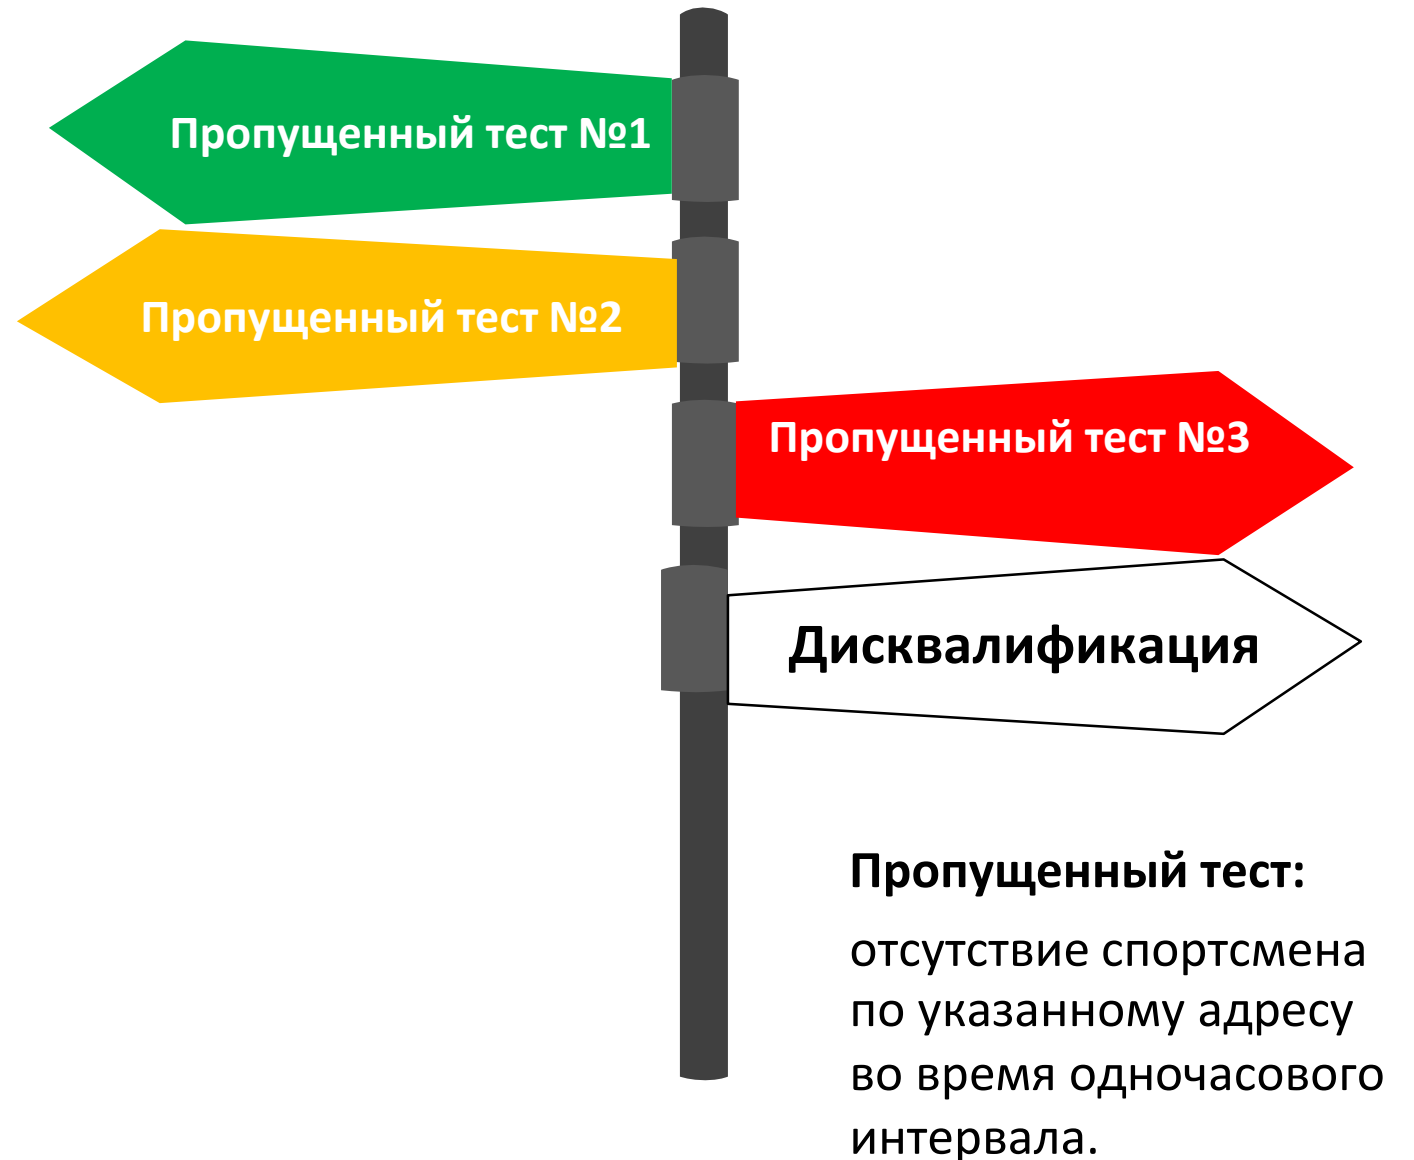 Пропущенный тест №1
Пропущенный тест №2
Пропущенный тест №3
Дисквалификация
Пропущенный тест:
отсутствие спортсмена
по указанному адресу
во время одночасового
интервала.